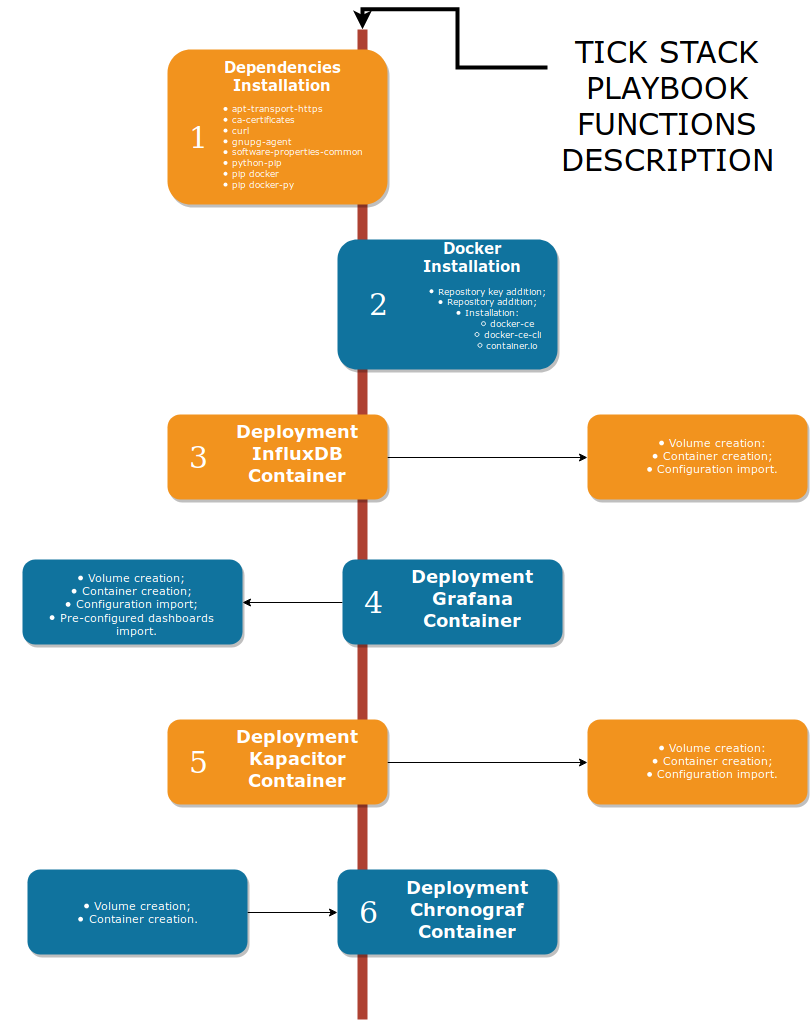 TICK STACK
PLAYBOOK
FUNCTIONS
DESCRIPTION
1
Dependencies
Installation
• apt-transport-https
• ca-certificates
• curl
• gnupg-agent
• software-properties-common
• python-pip
• pip docker
• pip docker-py
2
Docker
Installation
• Repository key addition;
• Repository addition;
• Installation:
○ docker-ce
○ docker-ce-cli
○ container.io
3
Deployment
InfluxDB
Container
• Volume creation:
• Container creation;
• Configuration import.
• Volume creation;
• Container creation;
• Configuration import;
• Pre-configured dashboards
import.
4
Deployment
Grafana
Container
5
Deployment
Kapacitor
Container
• Volume creation:
• Container creation;
• Configuration import.
• Volume creation;
• Container creation.
6
Deployment
Chronograf
Container